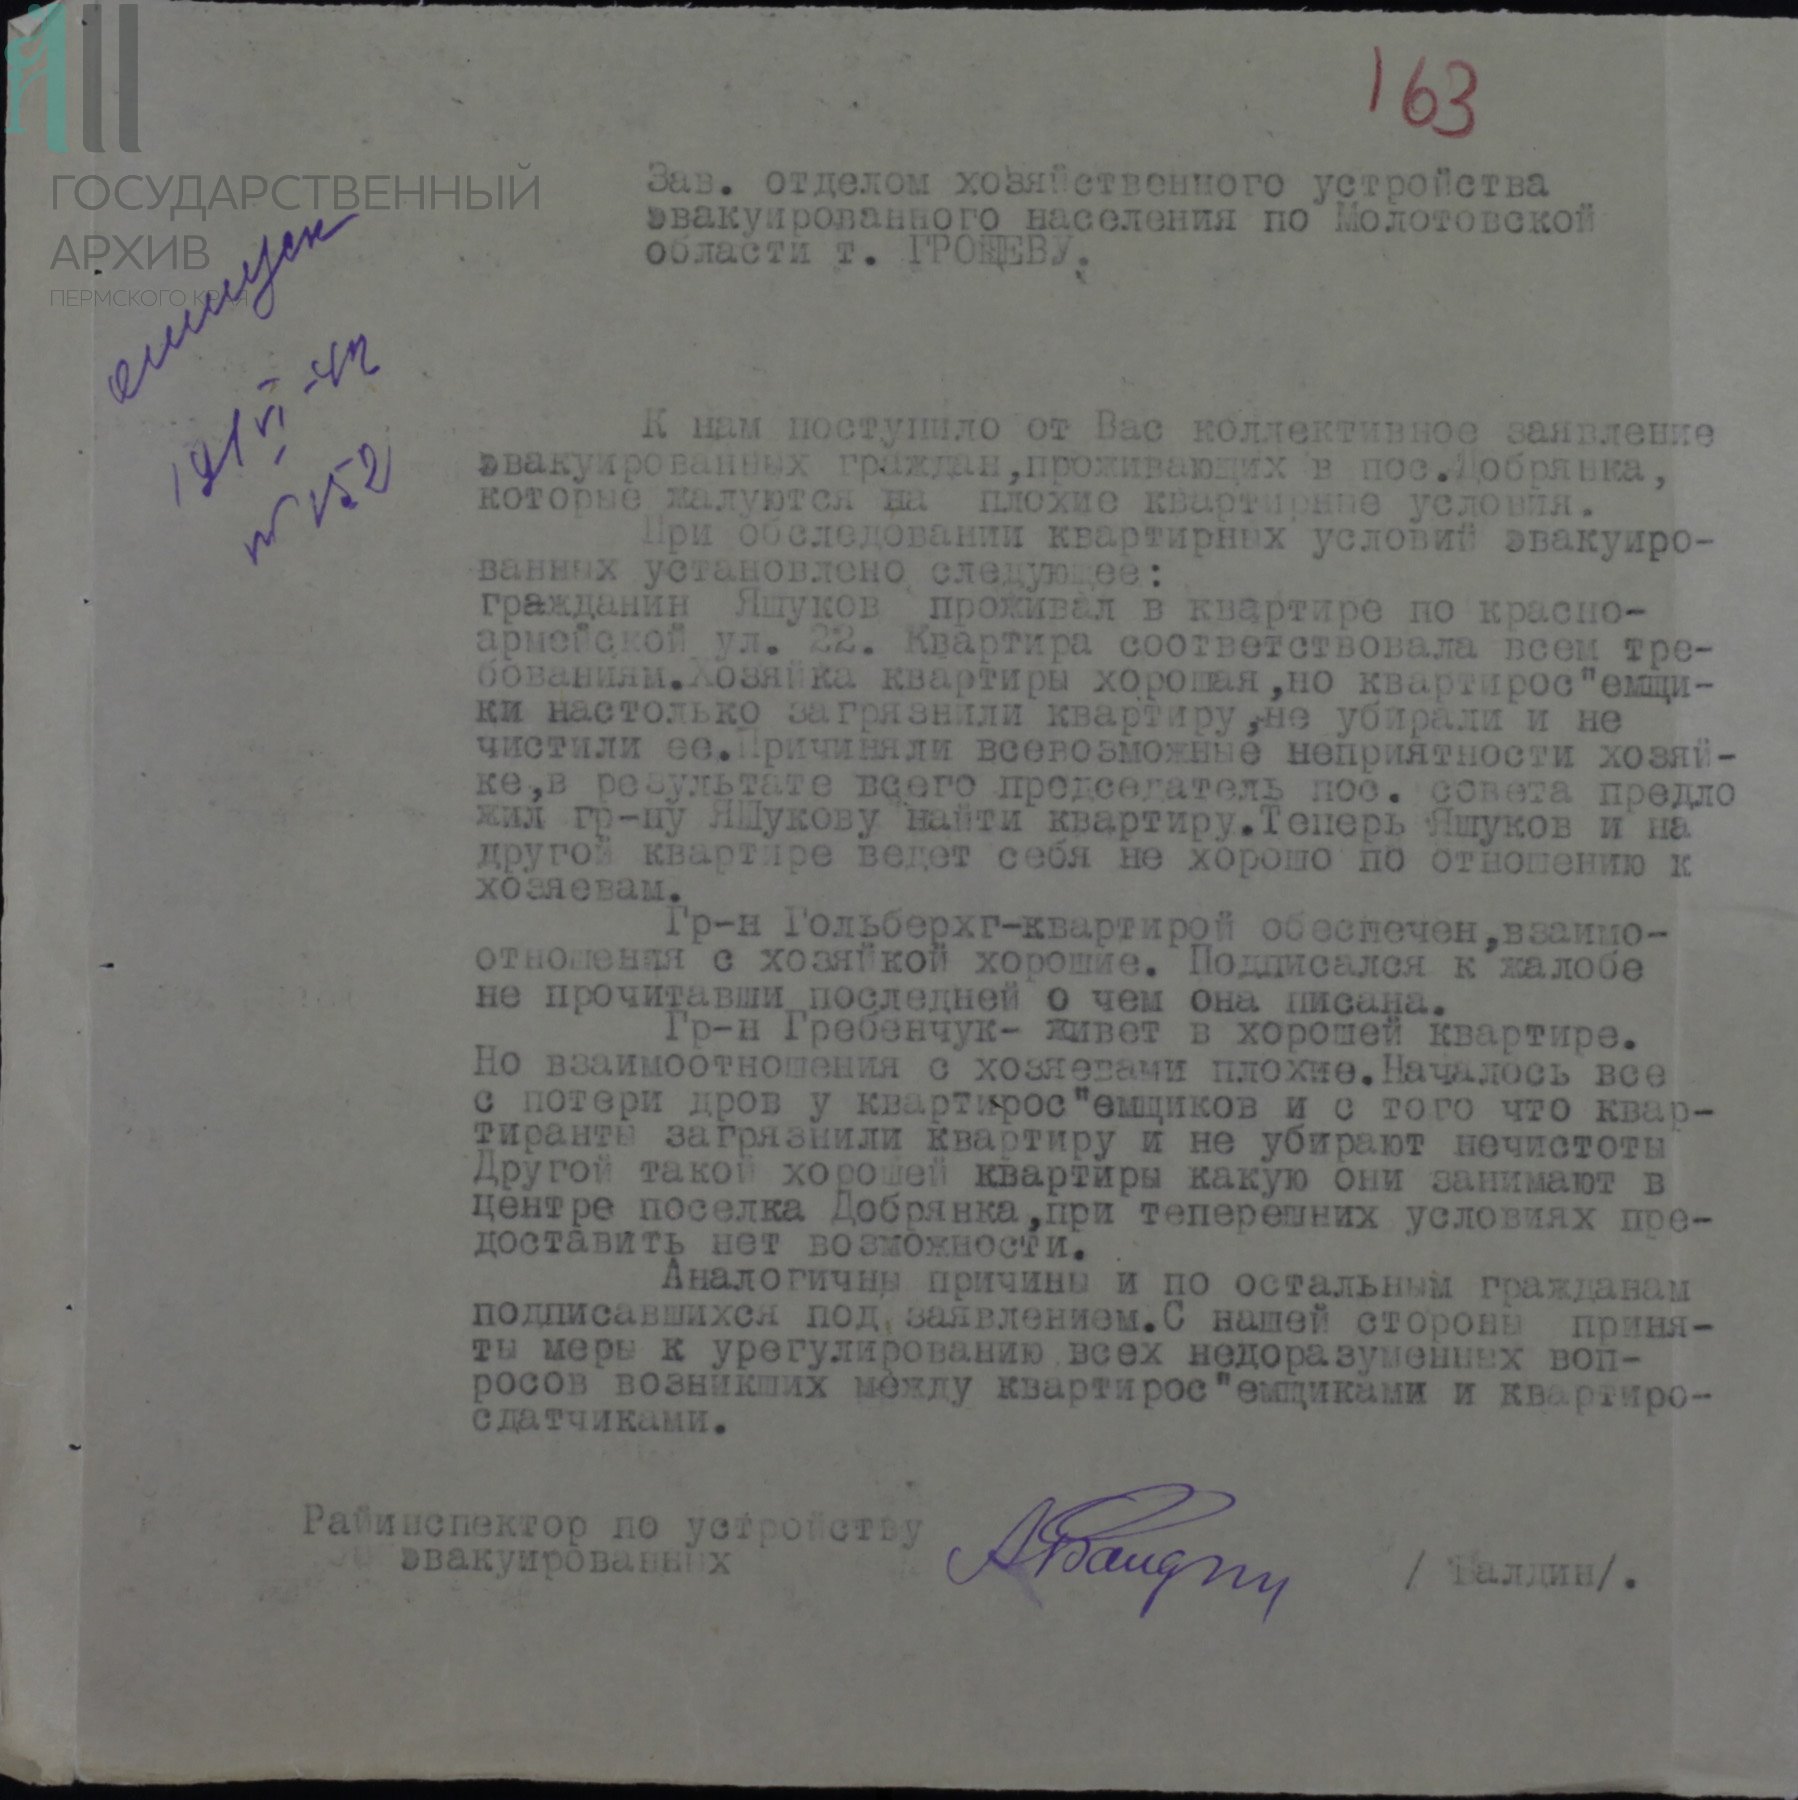 163
ГОСУДАРСТВЕННЫЙ
АРХИВ
ПЕРМСКОГО КРАЯ
Зав. отделом хозяйственного устройства
эвакуированного населения по Молотовской
области т. ГРОЩЕВУ.
отпуск
VI-42
№ 152
К нам поступило от Вас коллективное заявление
эвакуированных граждан,проживающих в пос.Добрянка,
которые жалуются на плохие квартирные условия.
При обследовании квартирных условий эвакуиро-
ванных установлено следующее:
гражданин Яшуков проживал в квартире по красно-
армейской ул. 22. Квартира соответствовала всем тре-
бованиям.Хозяйка квартиры хорошая,но квартирос"емщи-
ки настолько загрязнили квартиру,не убирали и не
чистили ее.Причиняли всевозможные неприятности хозяй-
ке,в результате всего председатель пос. совета предло
жил гр-ну ЯШукову найти квартиру.Теперь Яшуков и на
другой квартире ведет себя не хорошо по отношению к
хозяевам.
Гр-н Гольберхг-квартирой обеспечен,взаимо-
отношения с хозяйкой хорошие. Подписался к жалобе
не прочитавши последней о чем она писана.
Гр-н Гребенчук- живет в хорошей квартире.
Но взаимоотношения с хозяевами плохие.Началось все
с потери дров у квартирос"емщиков и с того что квар-
тиранты загрязнили квартиру и не убирают нечистоты
Другой такой хорошей квартиры какую они занимают в
центре поселка Добрянка,при теперешних условиях пре-
доставить нет возможности.
Аналогичны причины и по остальным гражданам
подписавшихся под заявлением.С нашей стороны приня-
ты меры к урегулированию всех недоразуменных воп-
росов возникших между квартирос"емщиками и квартиро-
сдатчиками.
Райинспектор по устройству
эвакуированных
/ Балдин/.